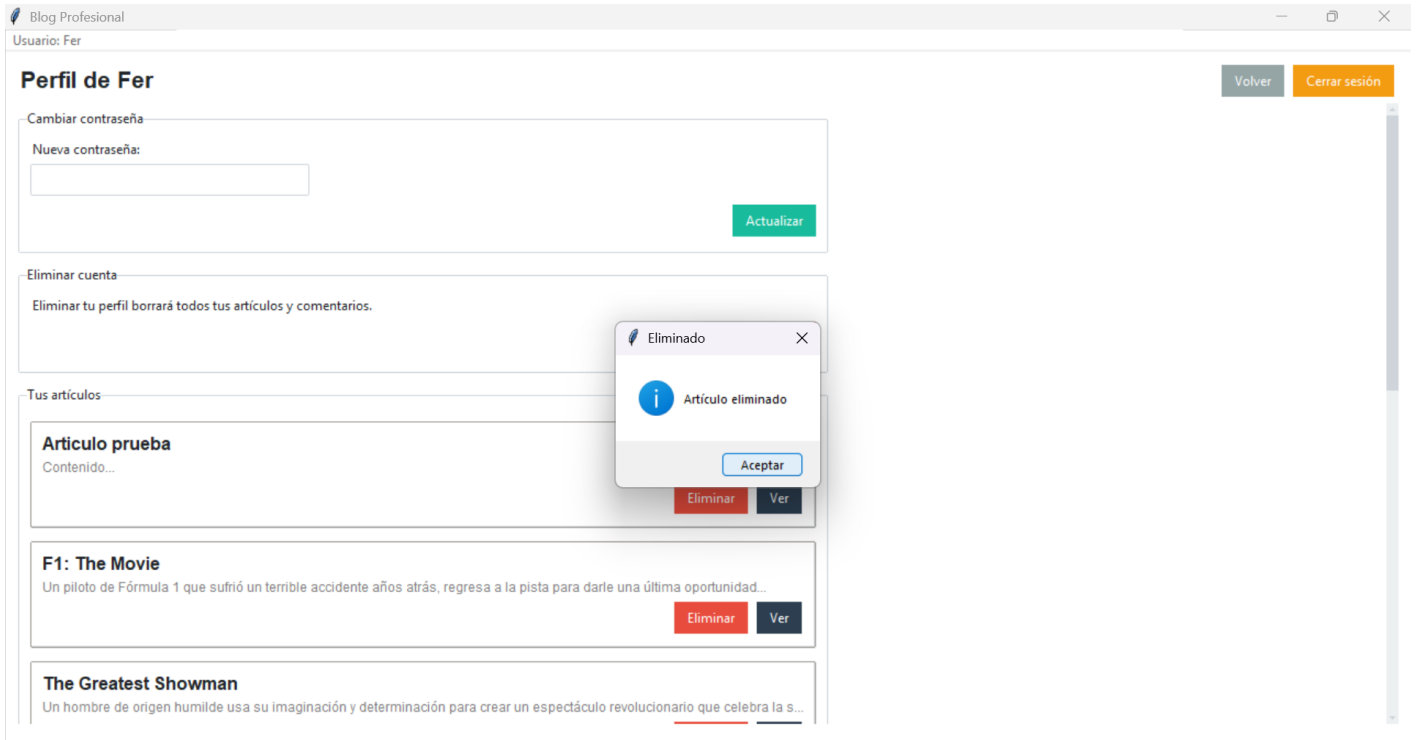 Blog Profesional
Usuario: Fer
Perfil de Fer
Volver
Cerrar sesión
Cambiar contraseña
Nueva contraseña:
Actualizar
Eliminar cuenta
Eliminar tu perfil borrará todos tus artículos y comentarios.
Eliminado
Artículo eliminado
Aceptar
Tus artículos
Articulo prueba
Contenido...
Eliminar
Ver
F1: The Movie
Un piloto de Fórmula 1 que sufrió un terrible accidente años atrás, regresa a la pista para darle una última oportunidad...
Eliminar
Ver
The Greatest Showman
Un hombre de origen humilde usa su imaginación y determinación para crear un espectáculo revolucionario que celebra la s...